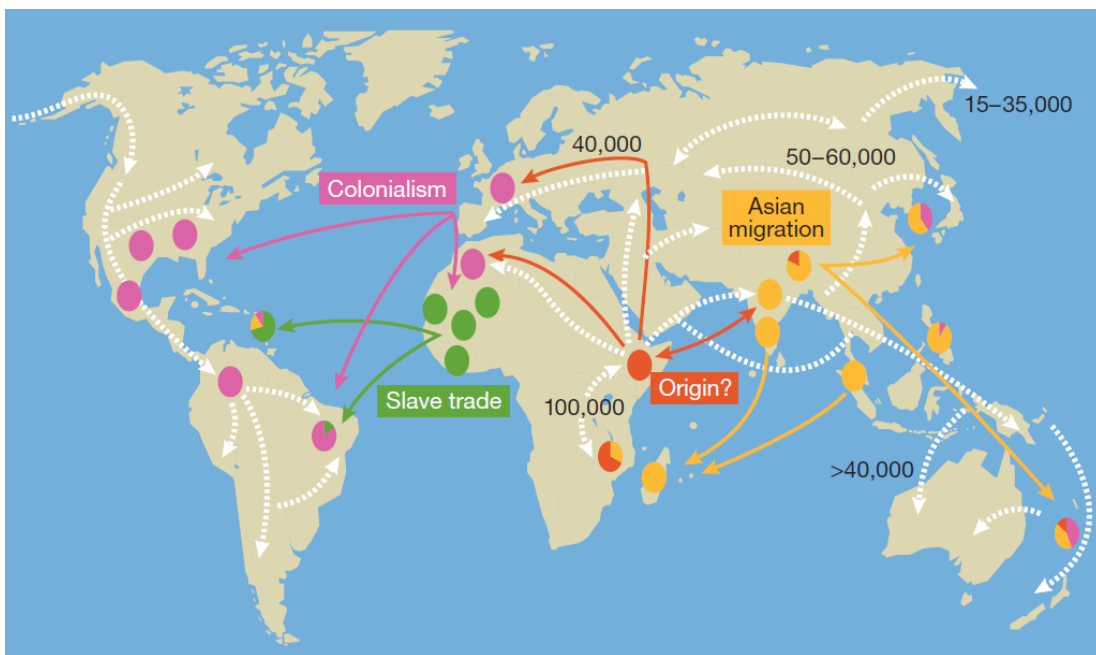 15–35,000
40,000
50–60,000
Colonialism
Asian
migration
Slave trade
100,000
Origin?
>40,000